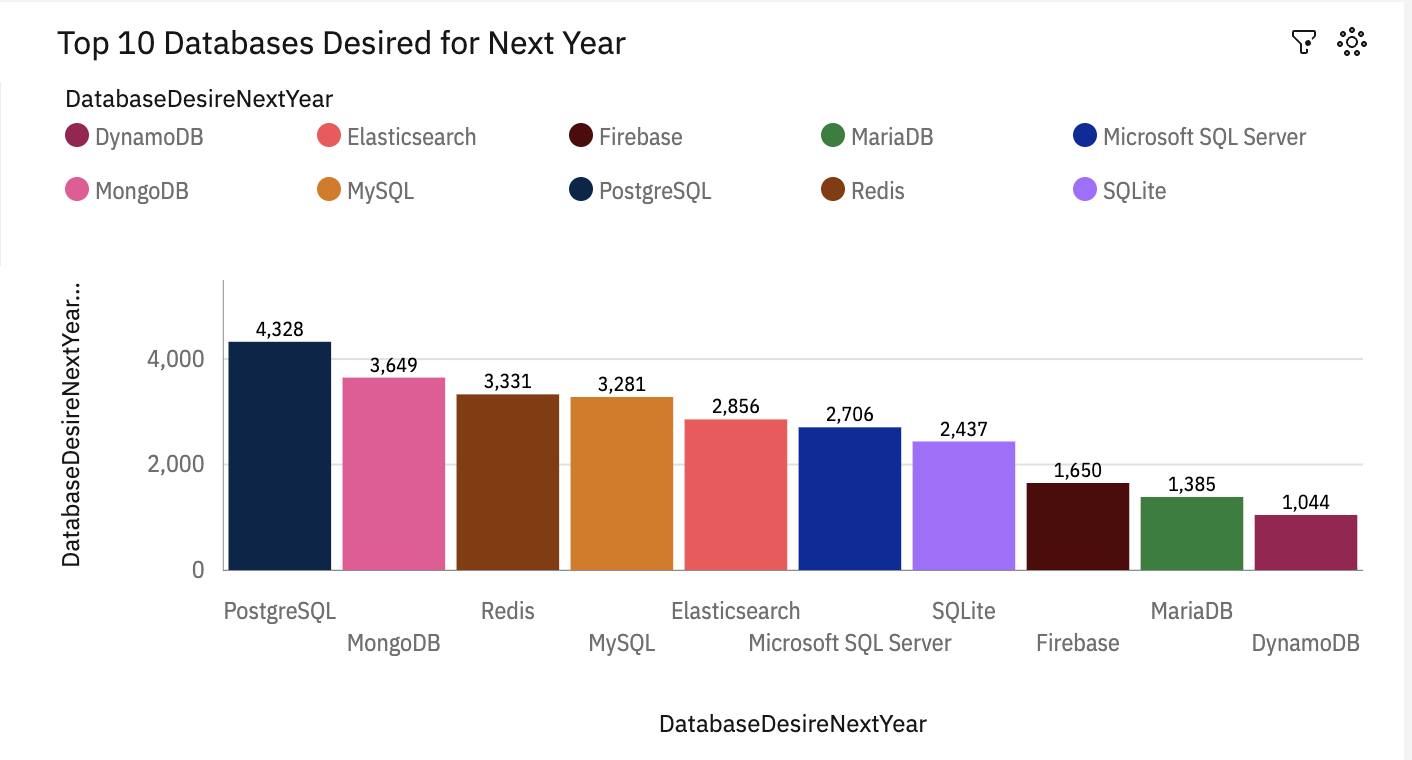 Top 10 Databases Desired for Next Year
DatabaseDesireNextYear
DynamoDB Elasticsearch Firebase MariaDB Microsoft SQL Server
MongoDB MySQL PostgreSQL Redis SQLite
DatabaseDesireNextYear...
4,000
2,000
0
4,328
3,649
3,331
3,281
2,856
2,706
2,437
1,650
1,385
1,044
PostgreSQL
MongoDB
Redis
MySQL
Elasticsearch
Microsoft SQL Server
SQLite
Firebase
MariaDB
DynamoDB
DatabaseDesireNextYear